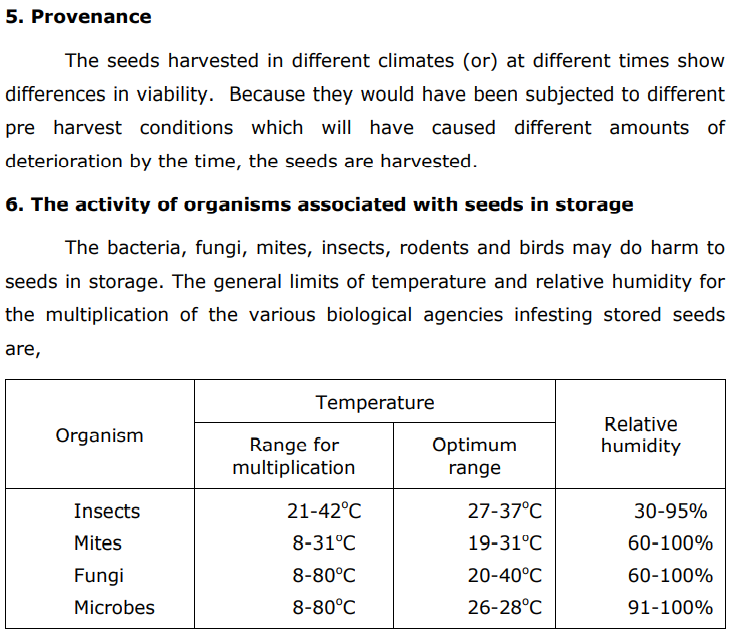 5. Provenance
The seeds harvested in different climates (or) at different times show
differences in viability. Because they would have been subjected to different
pre harvest conditions which will have caused different amounts of
deterioration by the time, the seeds are harvested.
6. The activity of organisms associated with seeds in storage
The bacteria, fungi, mites, insects, rodents and birds may do harm to
seeds in storage. The general limits of temperature and relative humidity for
the multiplication of the various biological agencies infesting stored seeds
are,
Organism
Temperature
Range for
multiplication
Optimum
range
Relative
humidity
Insects 21-42°C 27-37°C 30-95%
Mites 8-31°C 19-31°C 60-100%
Fungi 8-80°C 20-40°C 60-100%
Microbes 8-80°C 26-28°C 91-100%